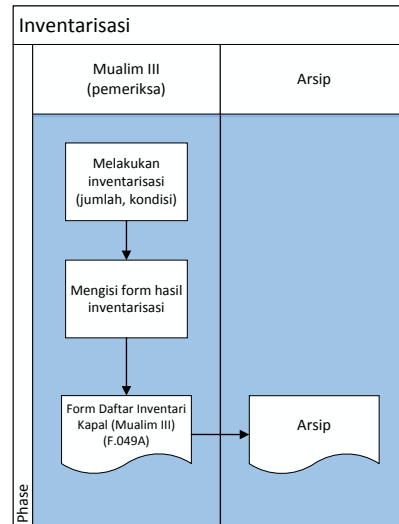 Inventarisasi
Mualim III
(pemeriksa)
Arsip
Melakukan
inventarisasi
(jumlah, kondisi)
Mengisi form hasil
inventarisasi
Form Daftar Inventari
Kapal (Mualim III)
(F.049A)
Arsip
Phase